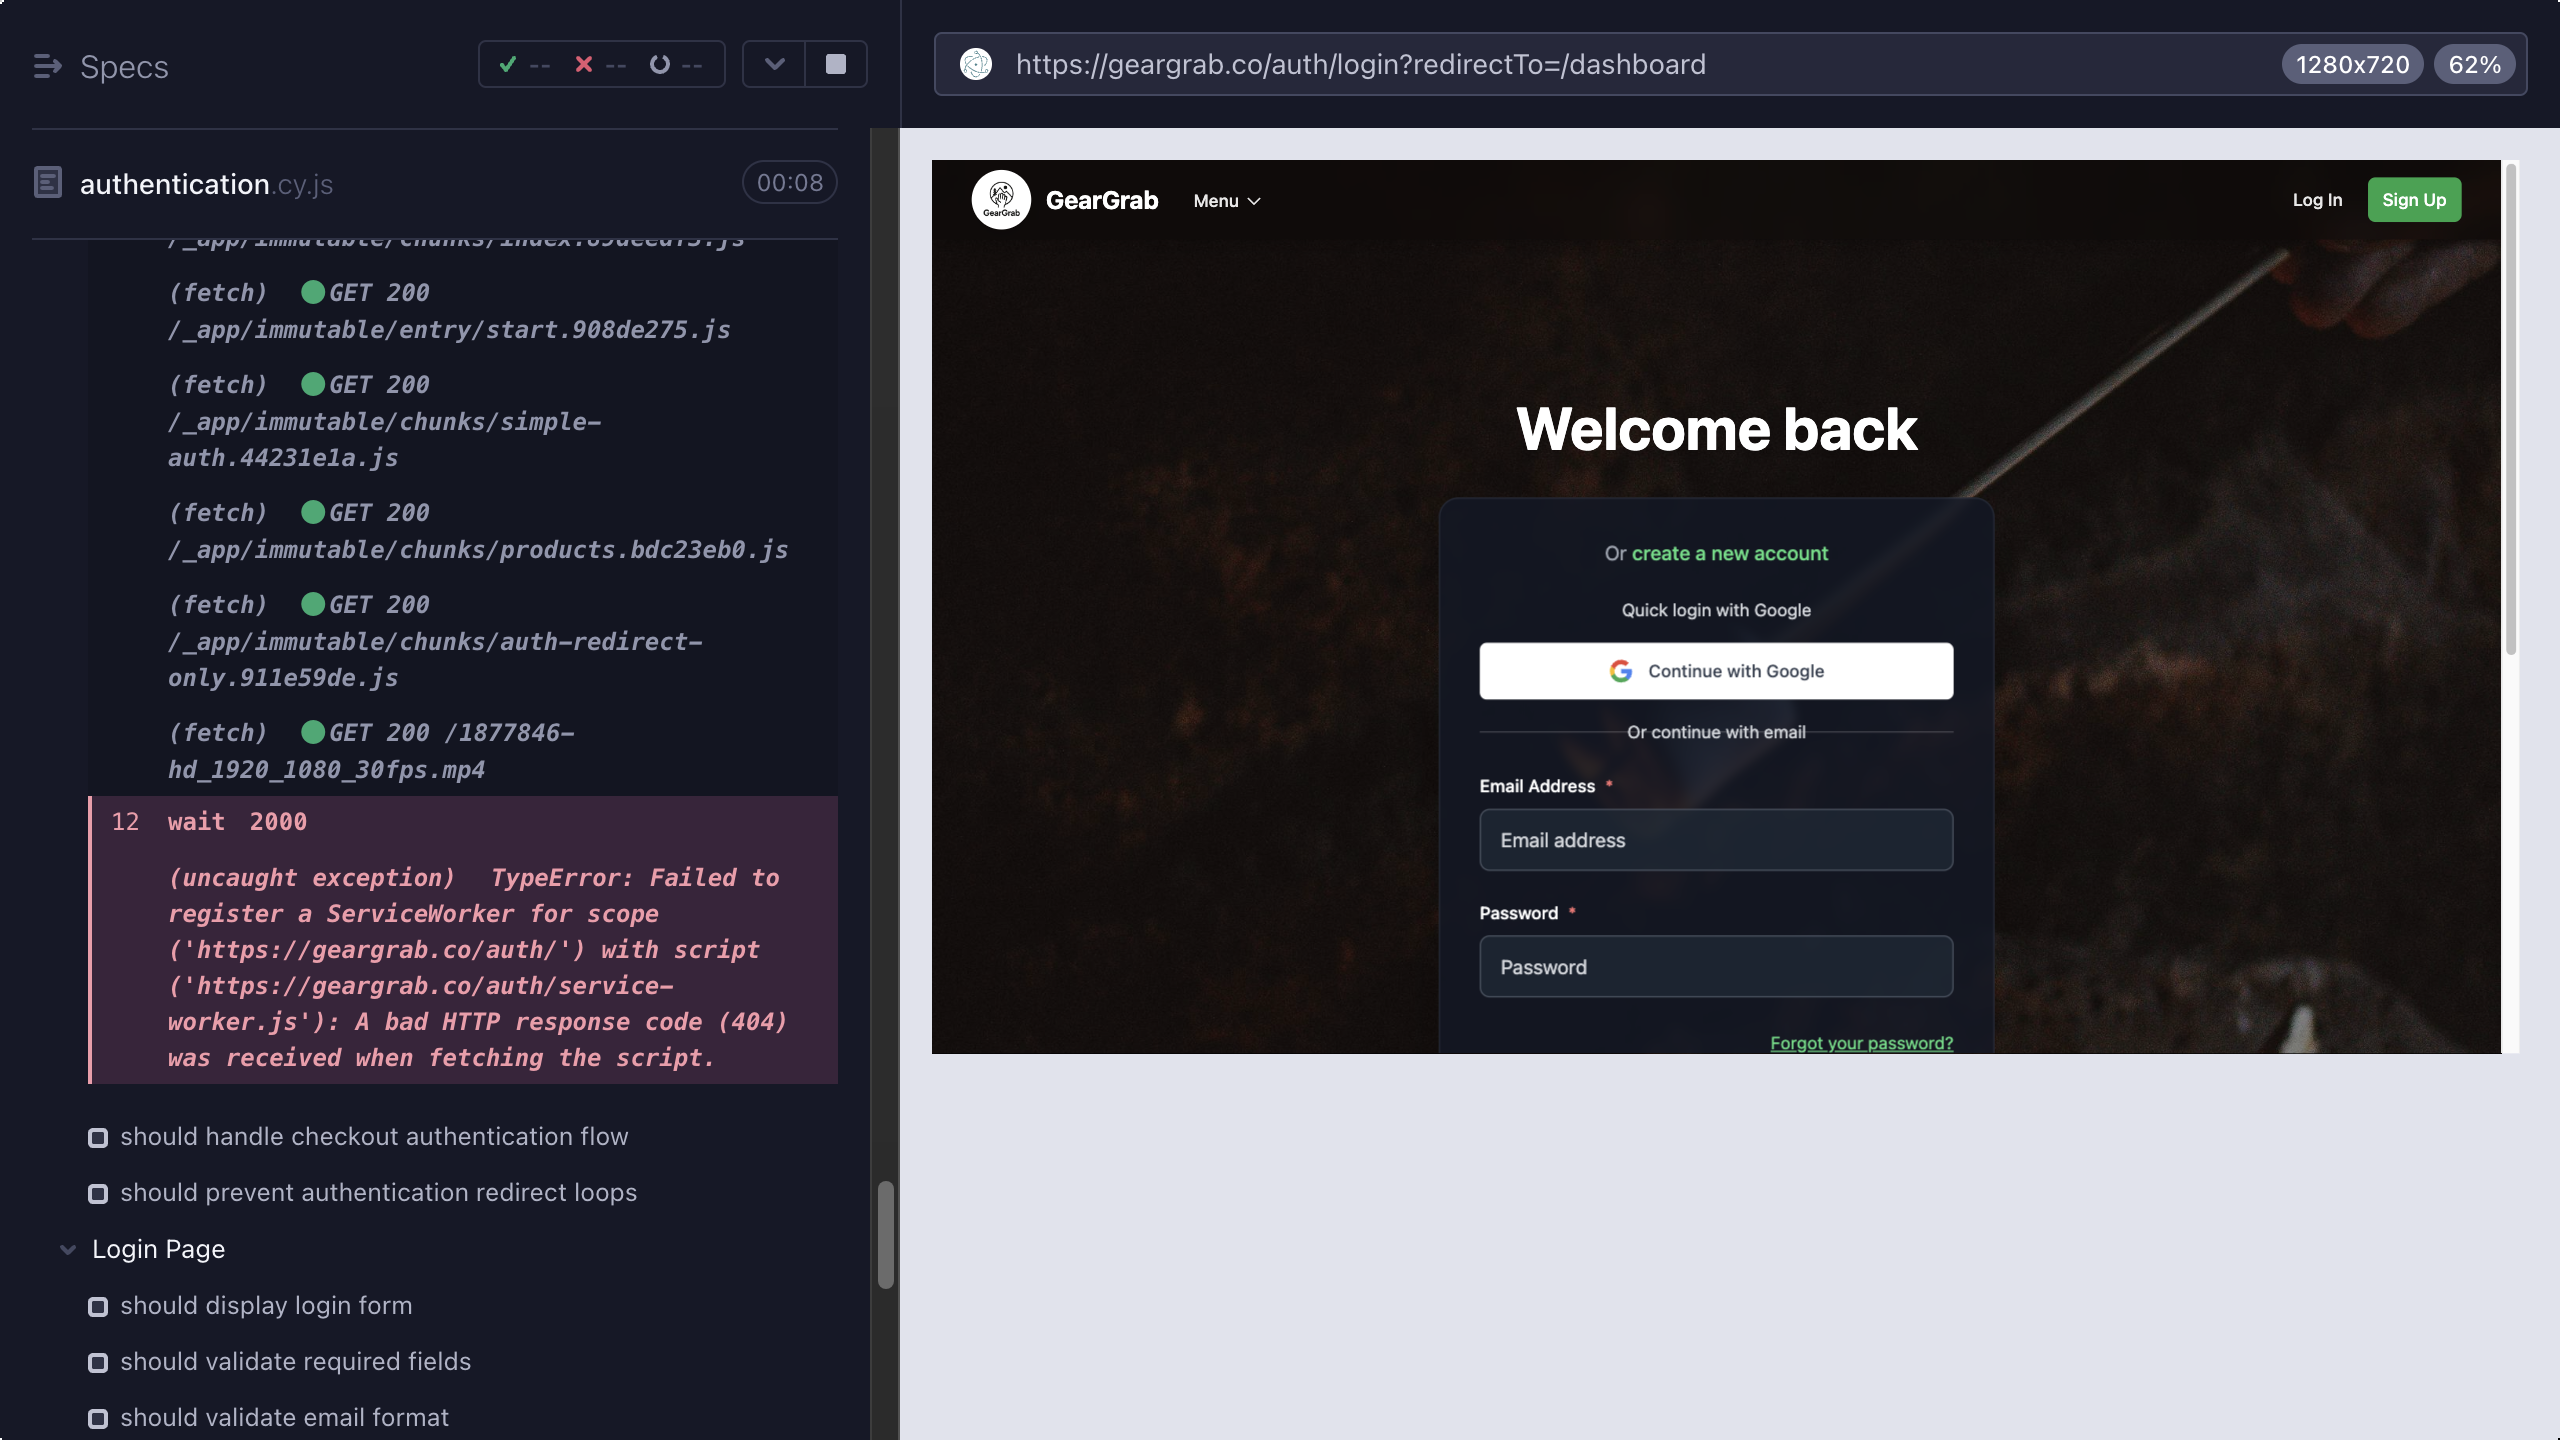 Specs
-- -- --
authentication.cy.js
00:08
(fetch) GET 200
/_app/immutable/entry/start.908de275.js
(fetch) GET 200
/_app/immutable/chunks/simple-
auth.44231e1a.js
(fetch) GET 200
/_app/immutable/chunks/products.bdc23eb0.js
(fetch) GET 200
/_app/immutable/chunks/auth-redirect-
only.911e59de.js
(fetch) GET 200 /1877846-
hd_1920_1080_30fps.mp4
12 wait 2000
(uncaught exception) TypeError: Failed to
register a ServiceWorker for scope
('https://geargrab.co/auth/') with script
('https://geargrab.co/auth/service-
worker.js'): A bad HTTP response code (404)
was received when fetching the script.
should handle checkout authentication flow
should prevent authentication redirect loops
Login Page
should display login form
should validate required fields
should validate email format
https://geargrab.co/auth/login?redirectTo=/dashboard
1280x720
62%
GearGrab
GearGrab
Menu
Log In
Sign Up
Welcome back
Or create a new account
Quick login with Google
Continue with Google
Or continue with email
Email Address *
Email address
Password *
Password
Forgot your password?